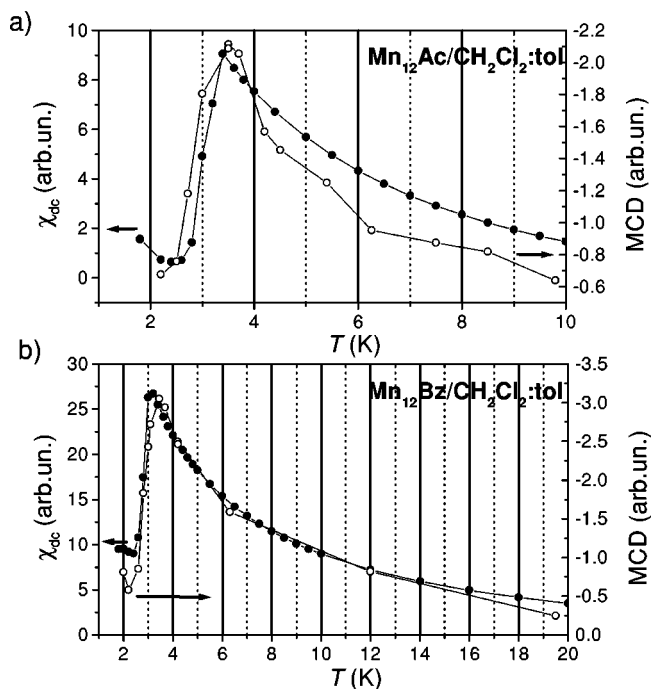 a)
Mn12Ac/CH2Cl2:tol
χdc (arb.un.)
10
8
6
4
2
0
MCD (arb.un.)
-2.2
-2.0
-1.8
-1.6
-1.4
-1.2
-1.0
-0.8
-0.6
2 4 6 8 10
T (K)
b)
Mn12Bz/CH2Cl2:tol
χdc (arb.un.)
30
25
20
15
10
5
0
MCD (arb.un.)
-3.5
-3.0
-2.5
-2.0
-1.5
-1.0
-0.5
0.0
2 4 6 8 10 12 14 16 18 20
T (K)